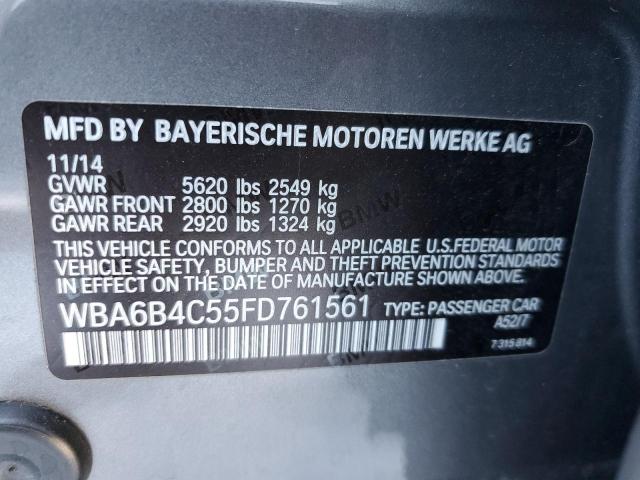 MFD BY BAYERISCHE MOTOREN WERKE AG
11/14
GVWR 5620 lbs 2549 kg
GAWR FRONT 2800 lbs 1270 kg
GAWR REAR 2920 lbs 1324 kg
THIS VEHICLE CONFORMS TO ALL APPLICABLE U.S.FEDERAL MOTOR
VEHICLE SAFETY, BUMPER AND THEFT PREVENTION STANDARDS
IN EFFECT ON THE DATE OF MANUFACTURE SHOWN ABOVE.
WBA6B4C55FD761561 TYPE: PASSENGER CAR
A52/7
7 315 814